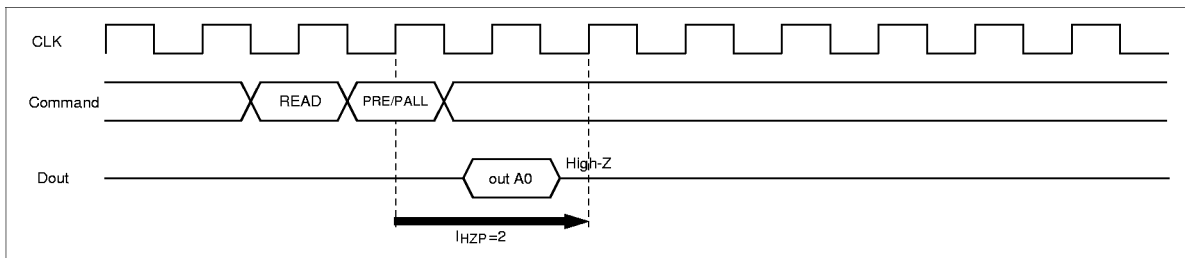 CLK
Command
READ
PRE/PALL
Dout
out A0
High-Z
lHZP=2